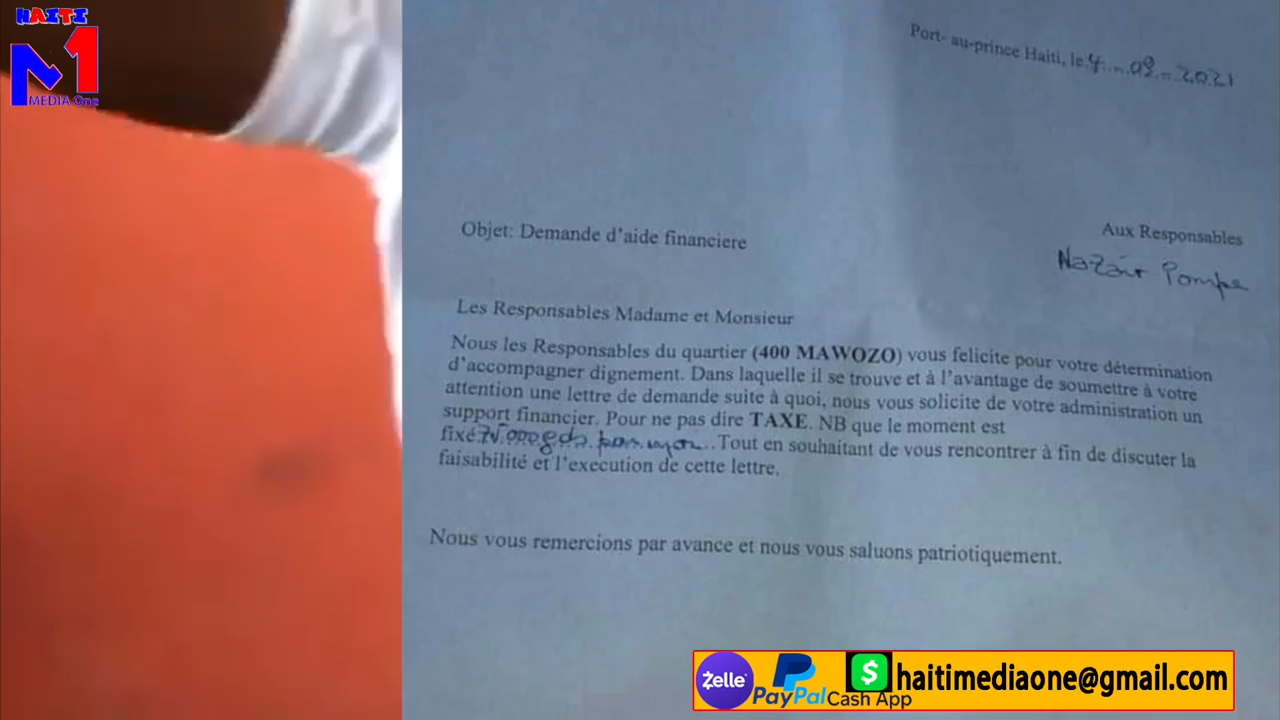 HAITI
M1
MEDIA One
Port- au-prince Haiti, le 4...09...2021
Aux Responsables
Nazair Pompe
Objet: Demande d'aide financiere
Les Responsables Madame et Monsieur
Nous les Responsables du quartier (400 MAWOZO) vous felicite pour votre détermination
d'accompagner dignement. Dans laquelle il se trouve et à l'avantage de soumettre à votre
attention une lettre de demande suite à quoi, nous vous solicite de votre administration un
support financier. Pour ne pas dire TAXE. NB que le moment est
fixé Tout en souhaitant de vous rencontrer à fin de discuter la
faisabilité et l'execution de cette lettre.
Nous vous remercions par avance et nous vous saluons patriotiquement.
Zelle PayPal $ Cash App haitimediaone@gmail.com